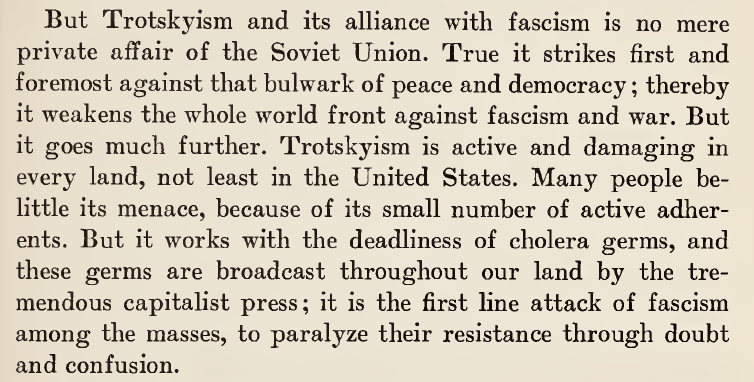 But Trotskyism and its alliance with fascism is no mere
private affair of the Soviet Union. True it strikes first and
foremost against that bulwark of peace and democracy; thereby
it weakens the whole world front against fascism and war. But
it goes much further. Trotskyism is active and damaging in
every land, not least in the United States. Many people be-
little its menace, because of its small number of active adher-
ents. But it works with the deadliness of cholera germs, and
these germs are broadcast throughout our land by the tre-
mendous capitalist press; it is the first line attack of fascism
among the masses, to paralyze their resistance through doubt
and confusion.